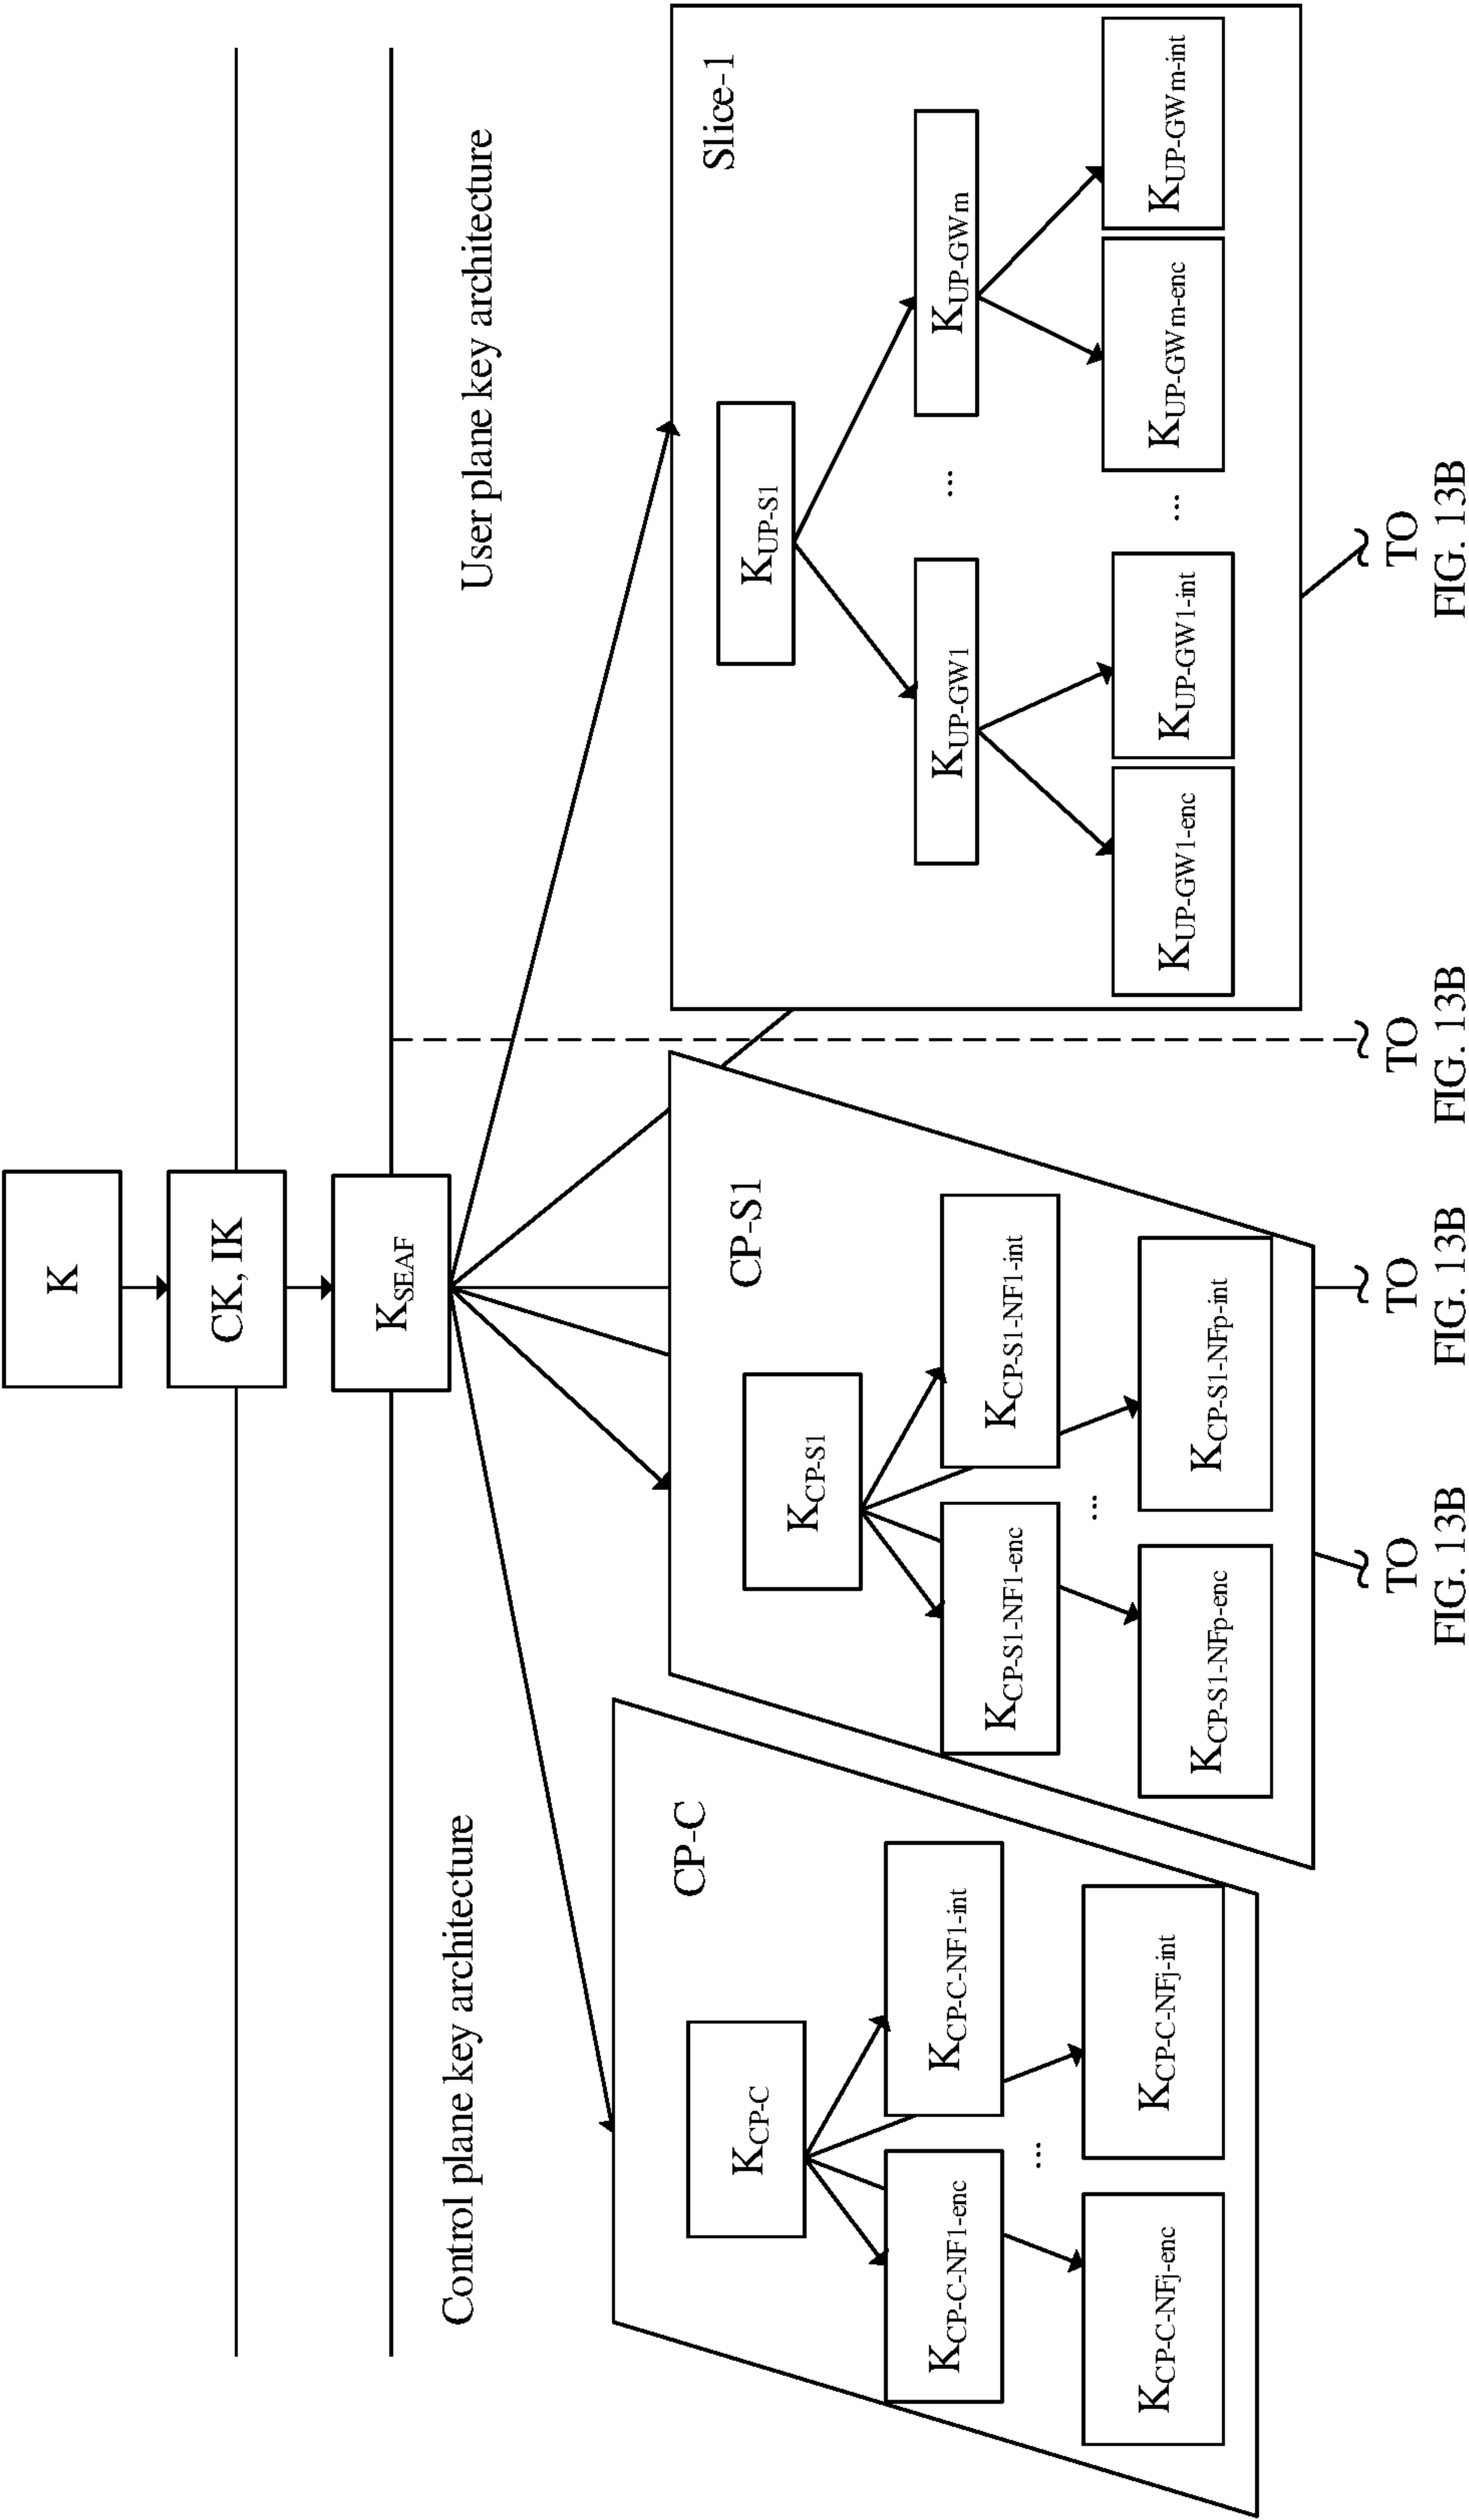 K
CK, IK
KSEAF
Control plane key architecture
User plane key architecture
CP-C
KCP-C
KCP-C-NF1-enc
KCP-C-NF1-int
...
KCP-C-NFj-enc
KCP-C-NFj-int
CP-S1
KCP-S1
KCP-S1-NF1-enc
KCP-S1-NF1-int
...
KCP-S1-NFp-enc
KCP-S1-NFp-int
Slice-1
KUP-S1
KUP-GW1
...
KUP-GWm
KUP-GW1-enc
KUP-GW1-int
...
KUP-GWm-enc
KUP-GWm-int
TO
FIG. 13B
TO
FIG. 13B
TO
FIG. 13B
TO
FIG. 13B